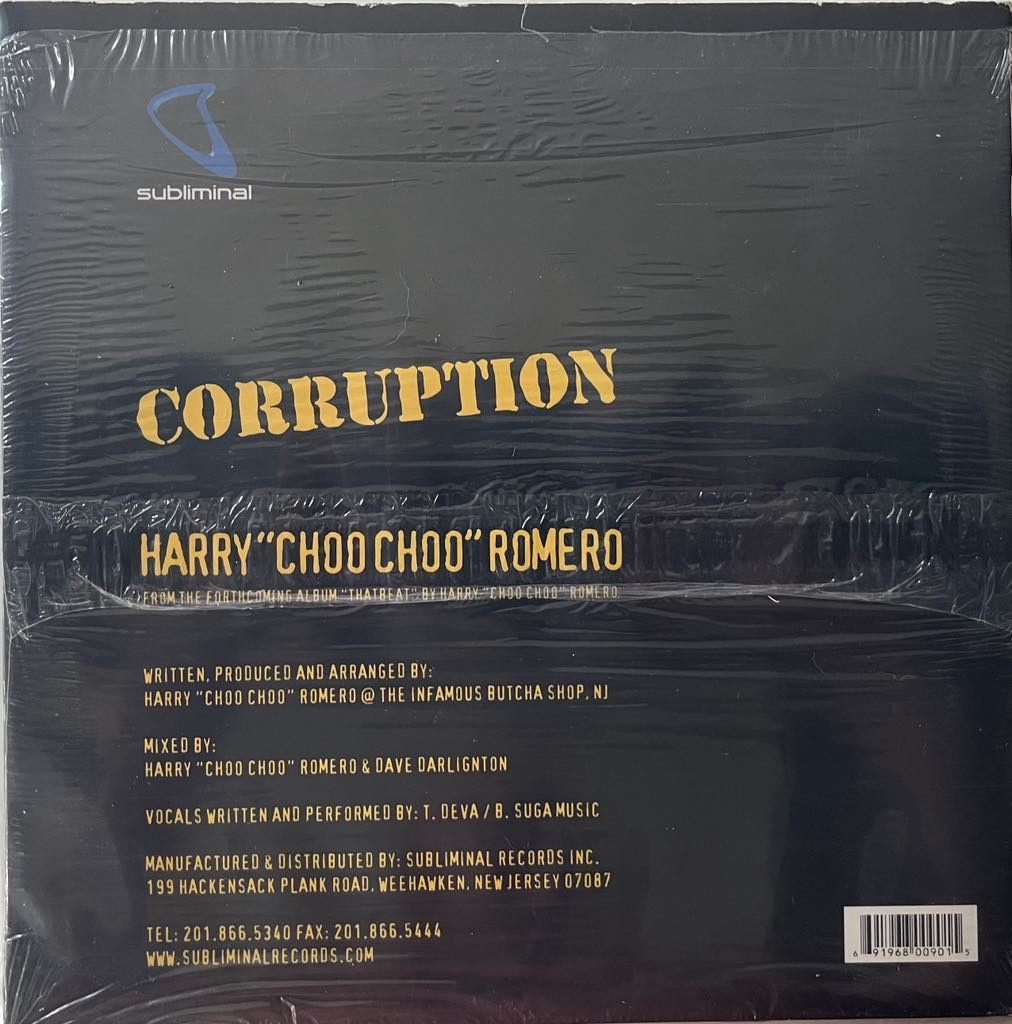 subliminal
CORRUPTION
HARRY "CHOO CHOO" ROMERO
FROM THE FORTHCOMING ALBUM "THATBEAT" BY HARRY "CHOO CHOO" ROMERO
WRITTEN, PRODUCED AND ARRANGED BY:
HARRY "CHOO CHOO" ROMERO @ THE INFAMOUS BUTCHA SHOP, NJ
MIXED BY:
HARRY "CHOO CHOO" ROMERO & DAVE DARLIGNTON
VOCALS WRITTEN AND PERFORMED BY: T. DEVA / B. SUGA MUSIC
MANUFACTURED & DISTRIBUTED BY: SUBLIMINAL RECORDS INC.
199 HACKENSACK PLANK ROAD, WEEHAWKEN, NEW JERSEY 07087
TEL: 201.866.5340 FAX: 201.866.5444
WWW.SUBLIMINALRECORDS.COM
6 91968 00901 5